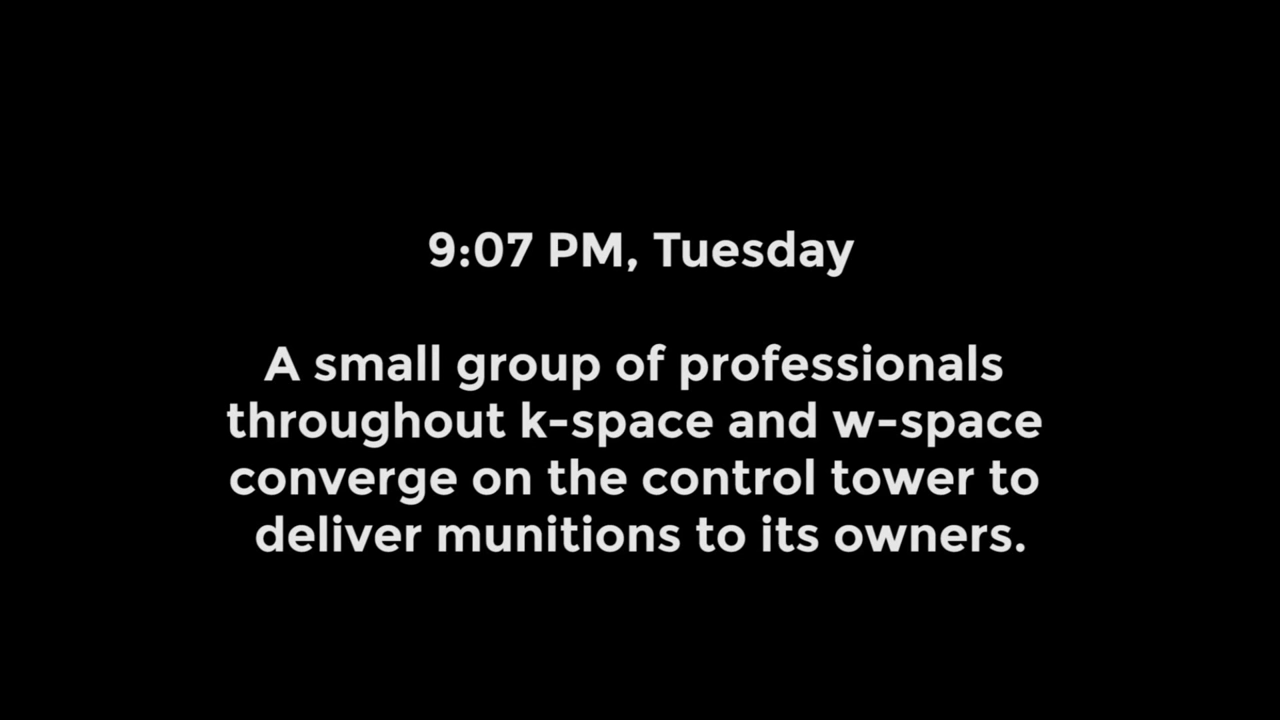 9:07 PM, Tuesday
A small group of professionals
throughout k-space and w-space
converge on the control tower to
deliver munitions to its owners.